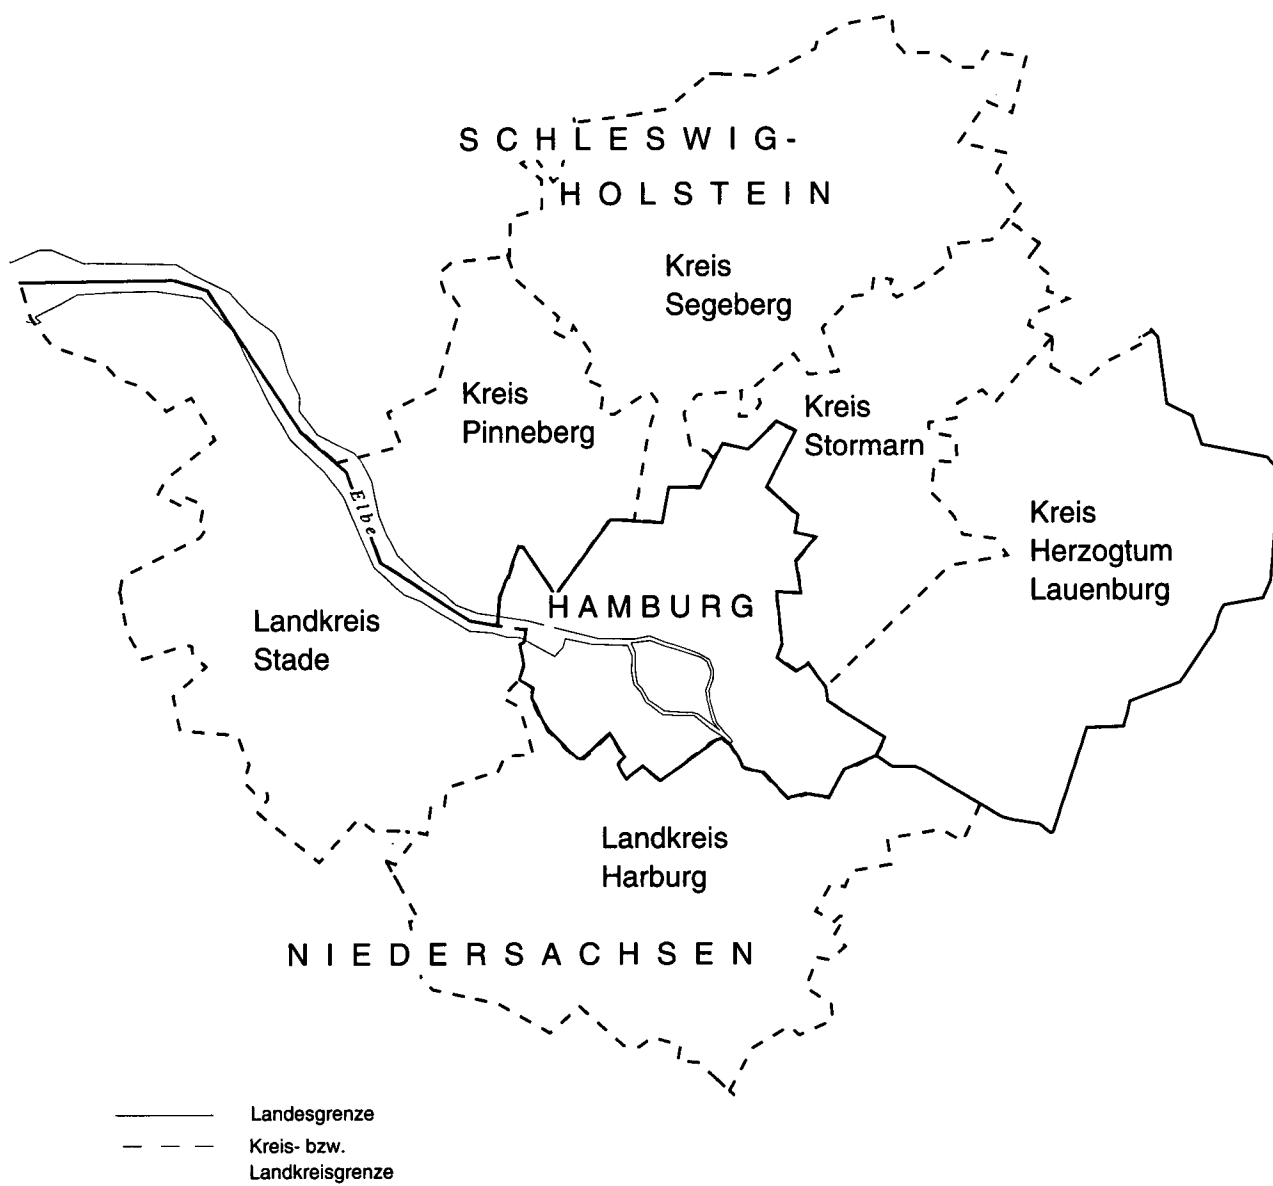 SCHLESWIG-
HOLSTEIN
Kreis
Segeberg
Kreis
Pinneberg
Kreis
Stormarn
Elbe
Kreis
Herzogtum
Lauenburg
HAMBURG
Landkreis
Stade
Landkreis
Harburg
NIEDERSACHSEN
Landesgrenze
Kreis- bzw.
Landkreisgrenze